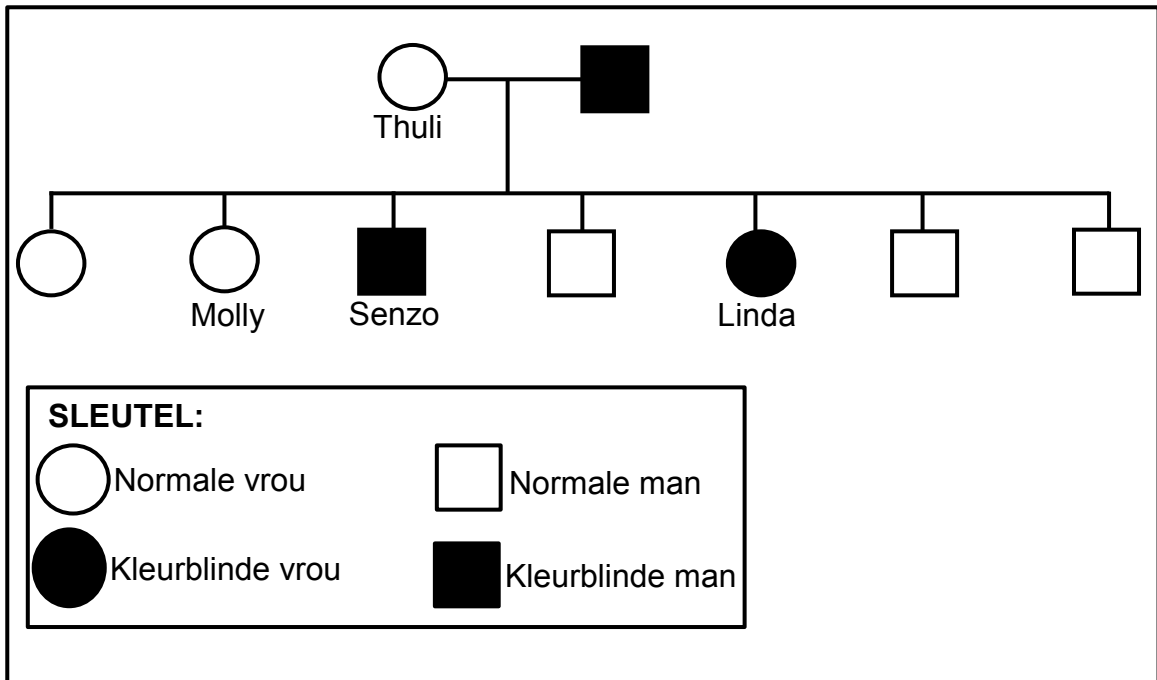 Thuli
Molly
Senzo
Linda
SLEUTEL:
Normale vrou
Normale man
Kleurblinde vrou
Kleurblinde man